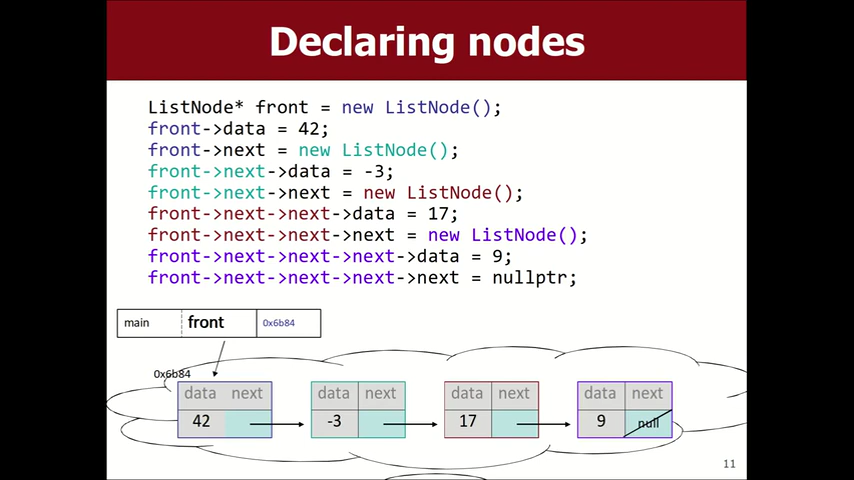 Declaring nodes
ListNode* front = new ListNode();
front->data = 42;
front->next = new ListNode();
front->next->data = -3;
front->next->next = new ListNode();
front->next->next->data = 17;
front->next->next->next = new ListNode();
front->next->next->next->data = 9;
front->next->next->next->next = nullptr;
main front 0x6b84
0x6b84
data next data next data next data next
42 -3 17 9 null
11